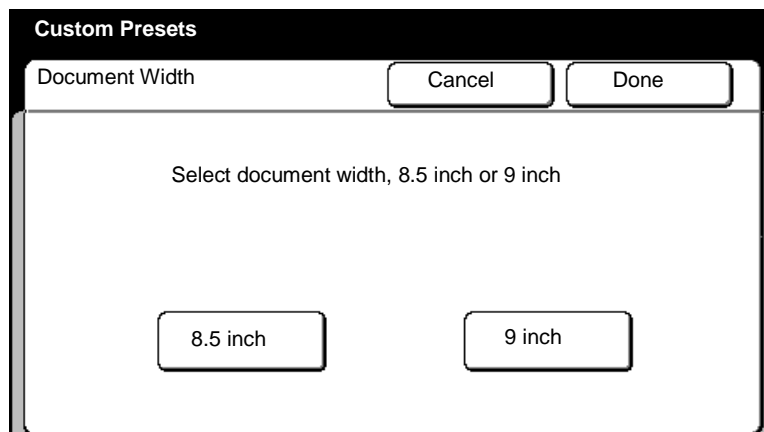 Custom Presets
Document Width Cancel Done
Select document width, 8.5 inch or 9 inch
8.5 inch 9 inch